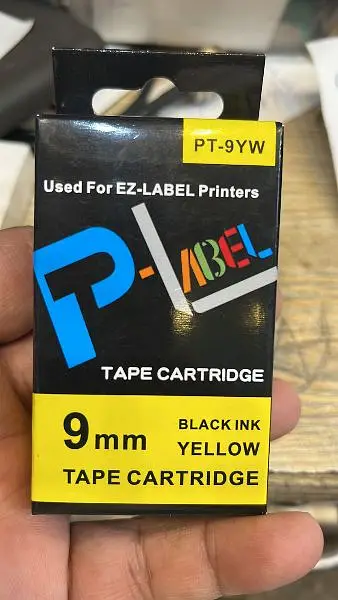 PT-9YW
Used For EZ-LABEL Printers
P-LABEL
TAPE CARTRIDGE
9mm
BLACK INK
YELLOW
TAPE CARTRIDGE